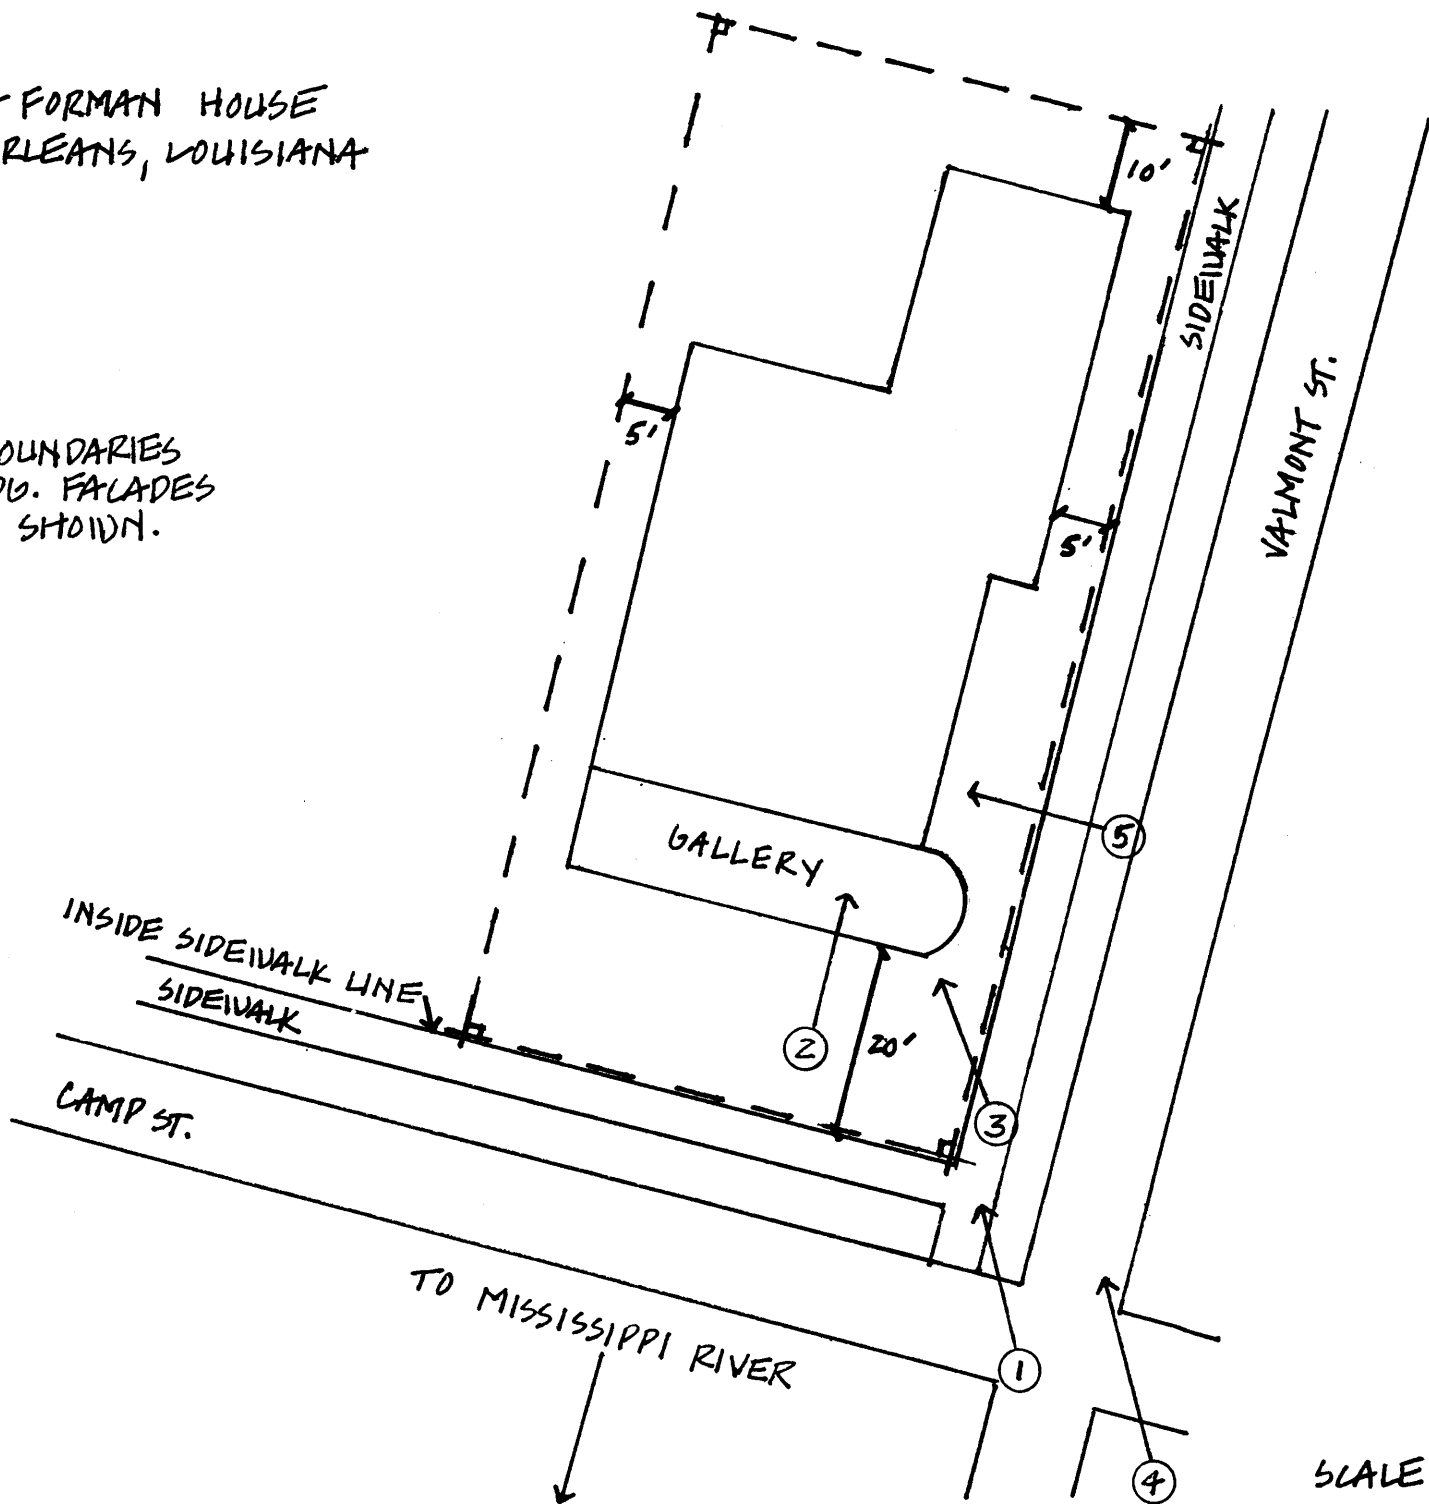 FORMAN HOUSE
RLEANS, LOUISIANA
10'
SIDEWALK
VALMONT ST.
5'
OUNDARIES
DG. FACADES
SHOWN.
5'
GALLERY
5
INSIDE SIDEWALK LINE
SIDEWALK
2
20'
3
CAMP ST.
TO MISSISSIPPI RIVER
1
4
SCALE